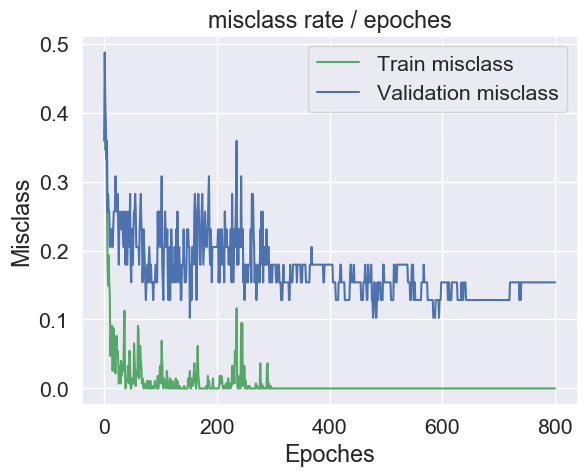 misclass rate / epoches
Train misclass
Validation misclass
Misclass
0.5
0.4
0.3
0.2
0.1
0.0
0 200 400 600 800
Epoches